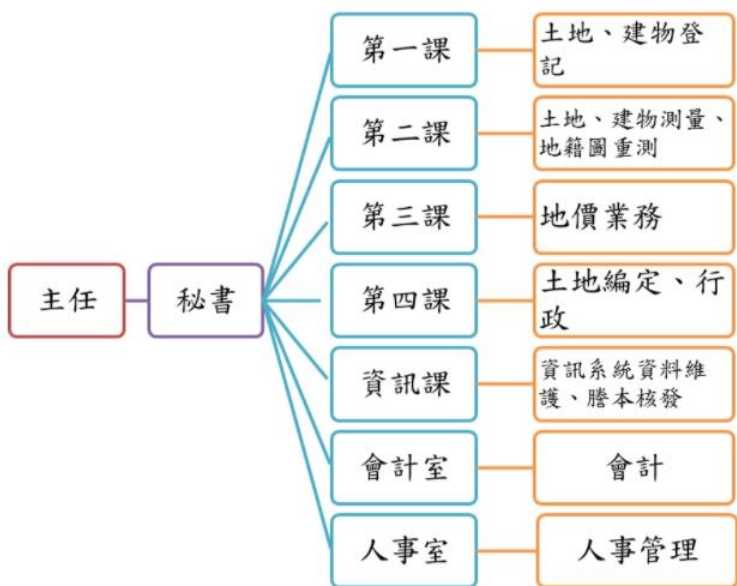 主任
秘書
第一課
土地、建物登
記
第二課
土地、建物測量、
地籍圖重測
第三課
地價業務
第四課
土地編定、行
政
資訊課
資訊系統資料維
護、謄本核發
會計室
會計
人事室
人事管理